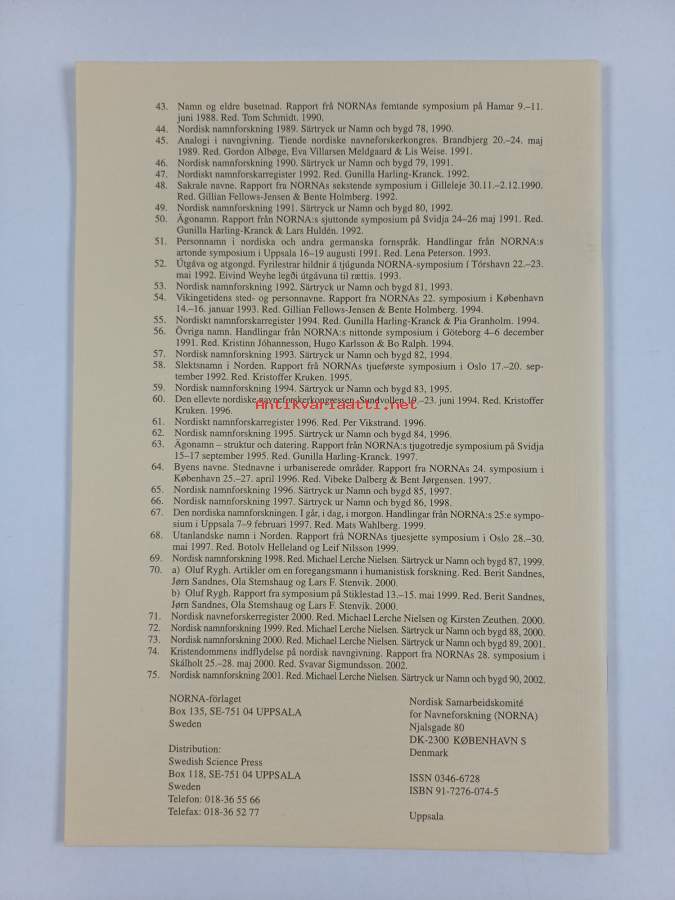 43. Namn og eldre busetnad. Rapport frå NORNAs femtande symposium på Hamar 9.–11.
juni 1988. Red. Tom Schmidt. 1990.
44. Nordisk namnforskning 1989. Särtryck ur Namn och bygd 78, 1990.
45. Analogi i navngivning. Tiende nordiske navneforskerkongres. Brandbjerg 20.–24. maj
1989. Red. Gordon Albøge, Eva Villarsen Meldgaard & Lis Weise. 1991.
46. Nordisk namnforskning 1990. Särtryck ur Namn och bygd 79, 1991.
47. Nordiskt namnforskarregister 1992. Red. Gunilla Harling-Kranck. 1992.
48. Sakrale navne. Rapport fra NORNAs sekstende symposium i Gilleleje 30.11.–2.12.1990.
Red. Gillian Fellows-Jensen & Bente Holmberg. 1992.
49. Nordisk namnforskning 1991. Särtryck ur Namn och bygd 80, 1992.
50. Ägonamn. Rapport från NORNA:s sjuttonde symposium på Svidja 24–26 maj 1991. Red.
Gunilla Harling-Kranck & Lars Huldén. 1992.
51. Personnamn i nordiska och andra germanska fornspråk. Handlingar från NORNA:s
artonde symposium i Uppsala 16–19 augusti 1991. Red. Lena Peterson. 1993.
52. Útgáva og atgongd. Fyrilestrar hildnir á tjúgunda NORNA-symposium í Tórshavn 22.–23.
mai 1992. Eivind Weyhe legði útgávuna til rættis. 1993.
53. Nordisk namnforskning 1992. Särtryck ur Namn och bygd 81, 1993.
54. Vikingetidens sted- og personnavne. Rapport fra NORNAs 22. symposium i København
14.–16. januar 1993. Red. Gillian Fellows-Jensen & Bente Holmberg. 1994.
55. Nordiskt namnforskarregister 1994. Red. Gunilla Harling-Kranck & Pia Granholm. 1994.
56. Övriga namn. Handlingar från NORNA:s nittonde symposium i Göteborg 4–6 december
1991. Red. Kristinn Jóhannesson, Hugo Karlsson & Bo Ralph. 1994.
57. Nordisk namnforskning 1993. Särtryck ur Namn och bygd 82, 1994.
58. Slektsnamn i Norden. Rapport frå NORNAs tjueførste symposium i Oslo 17.–20. sep-
tember 1992. Red. Kristoffer Kruken. 1995.
59. Nordisk namnforskning 1994. Särtryck ur Namn och bygd 83, 1995.
60. Den ellevte nordiske navneforskerkongressen. Sundvollen 19.–23. juni 1994. Red. Kristoffer
Antikvariaatti.net
Kruken. 1996.
61. Nordiskt namnforskarregister 1996. Red. Per Vikstrand. 1996.
62. Nordisk namnforskning 1995. Särtryck ur Namn och bygd 84, 1996.
63. Ägonamn – struktur och datering. Rapport från NORNA:s tjugotredje symposium på Svidja
15–17 september 1995. Red. Gunilla Harling-Kranck. 1997.
64. Byens navne. Stednavne i urbaniserede områder. Rapport fra NORNAs 24. symposium i
København 25.–27. april 1996. Red. Vibeke Dalberg & Bent Jørgensen. 1997.
65. Nordisk namnforskning 1996. Särtryck ur Namn och bygd 85, 1997.
66. Nordisk namnforskning 1997. Särtryck ur Namn och bygd 86, 1998.
67. Den nordiska namnforskningen. I går, i dag, i morgon. Handlingar från NORNA:s 25:e sympo-
sium i Uppsala 7–9 februari 1997. Red. Mats Wahlberg. 1999.
68. Utanlandske namn i Norden. Rapport frå NORNAs tjuesjette symposium i Oslo 28.–30.
mai 1997. Red. Botolv Helleland og Leif Nilsson 1999.
69. Nordisk namnforskning 1998. Red. Michael Lerche Nielsen. Särtryck ur Namn och bygd 87, 1999.
70. a) Oluf Rygh. Artikler om en foregangsmann i humanistisk forskning. Red. Berit Sandnes,
Jørn Sandnes, Ola Stemshaug og Lars F. Stenvik. 2000.
b) Oluf Rygh. Rapport fra symposium på Stiklestad 13.–15. mai 1999. Red. Berit Sandnes,
Jørn Sandnes, Ola Stemshaug og Lars F. Stenvik. 2000.
71. Nordisk navneforskerregister 2000. Red. Michael Lerche Nielsen og Kirsten Zeuthen. 2000.
72. Nordisk namnforskning 1999. Red. Michael Lerche Nielsen. Särtryck ur Namn och bygd 88, 2000.
73. Nordisk namnforskning 2000. Red. Michael Lerche Nielsen. Särtryck ur Namn och bygd 89, 2001.
74. Kristendommens indflydelse på nordisk navngivning. Rapport fra NORNAs 28. symposium i
Skálholt 25.–28. maj 2000. Red. Svavar Sigmundsson. 2002.
75. Nordisk namnforskning 2001. Red. Michael Lerche Nielsen. Särtryck ur Namn och bygd 90, 2002.
NORNA-förlaget
Box 135, SE-751 04 UPPSALA
Sweden
Distribution:
Swedish Science Press
Box 118, SE-751 04 UPPSALA
Sweden
Telefon: 018-36 55 66
Telefax: 018-36 52 77
Nordisk Samarbeidskomité
for Navneforskning (NORNA)
Njalsgade 80
DK-2300 KØBENHAVN S
Denmark
ISSN 0346-6728
ISBN 91-7276-074-5
Uppsala